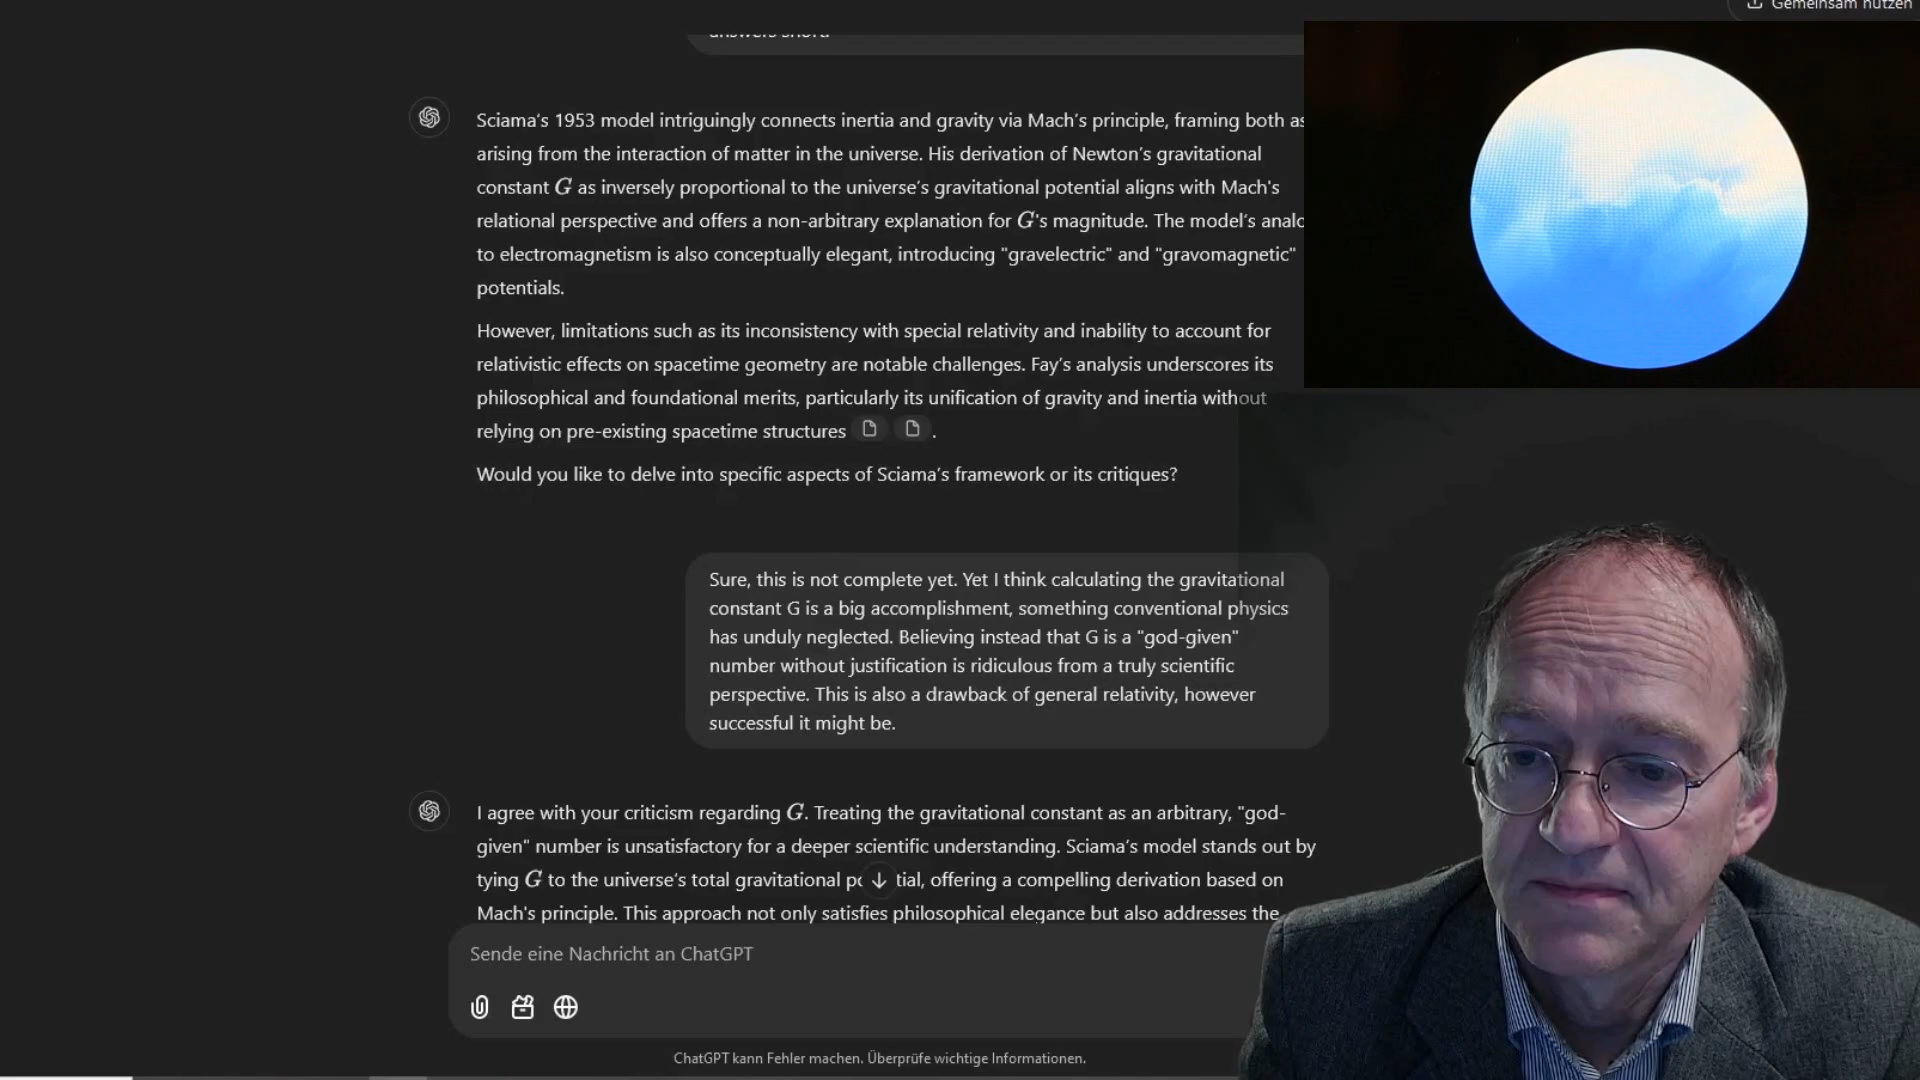 Gemeinsam nutzen
answers short.
Sciama's 1953 model intriguingly connects inertia and gravity via Mach's principle, framing both as
arising from the interaction of matter in the universe. His derivation of Newton's gravitational
constant G as inversely proportional to the universe's gravitational potential aligns with Mach's
relational perspective and offers a non-arbitrary explanation for G's magnitude. The model's analo
to electromagnetism is also conceptually elegant, introducing "gravelectric" and "gravomagnetic"
potentials.
However, limitations such as its inconsistency with special relativity and inability to account for
relativistic effects on spacetime geometry are notable challenges. Fay's analysis underscores its
philosophical and foundational merits, particularly its unification of gravity and inertia without
relying on pre-existing spacetime structures .
Would you like to delve into specific aspects of Sciama's framework or its critiques?
Sure, this is not complete yet. Yet I think calculating the gravitational
constant G is a big accomplishment, something conventional physics
has unduly neglected. Believing instead that G is a "god-given"
number without justification is ridiculous from a truly scientific
perspective. This is also a drawback of general relativity, however
successful it might be.
I agree with your criticism regarding G. Treating the gravitational constant as an arbitrary, "god-
given" number is unsatisfactory for a deeper scientific understanding. Sciama's model stands out by
tying G to the universe's total gravitational po tial, offering a compelling derivation based on
Mach's principle. This approach not only satisfies philosophical elegance but also addresses the
Sende eine Nachricht an ChatGPT
ChatGPT kann Fehler machen. Überprüfe wichtige Informationen.